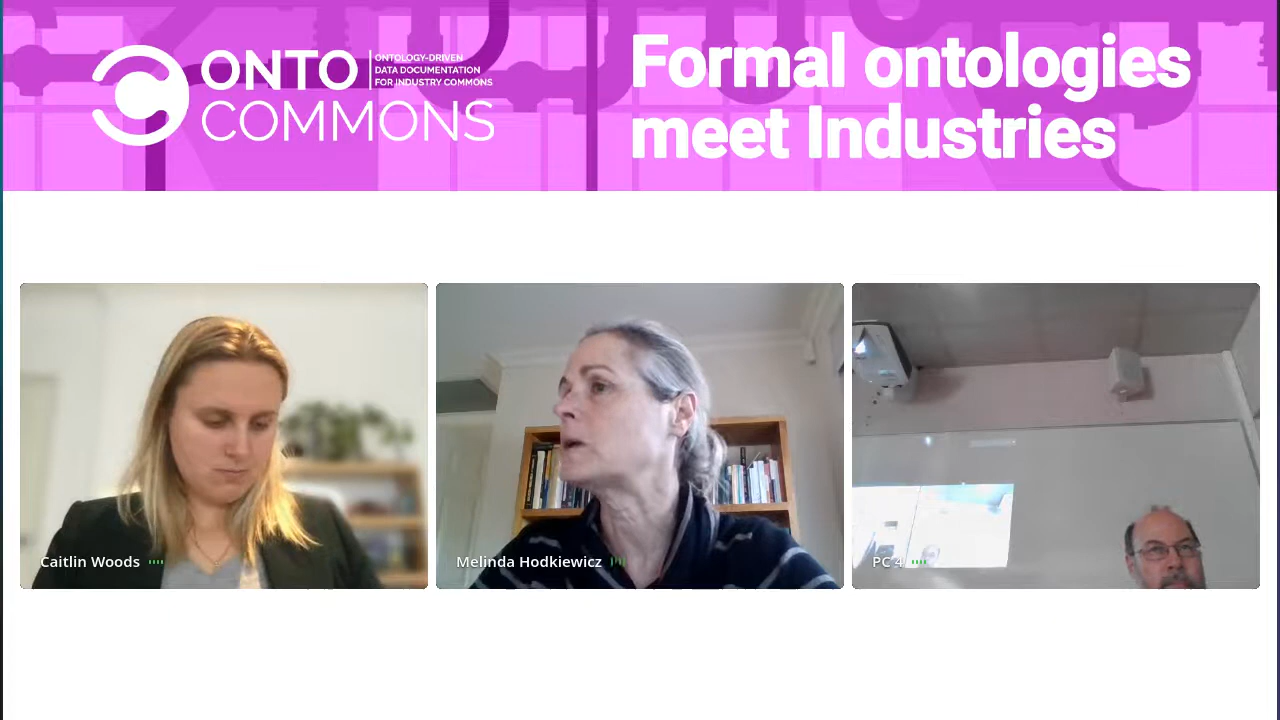 ONTO
COMMONS
ONTOLOGY-DRIVEN
DATA DOCUMENTATION
FOR INDUSTRY COMMONS
Formal ontologies
meet Industries
Caitlin Woods
Melinda Hodkiewicz
PC 4